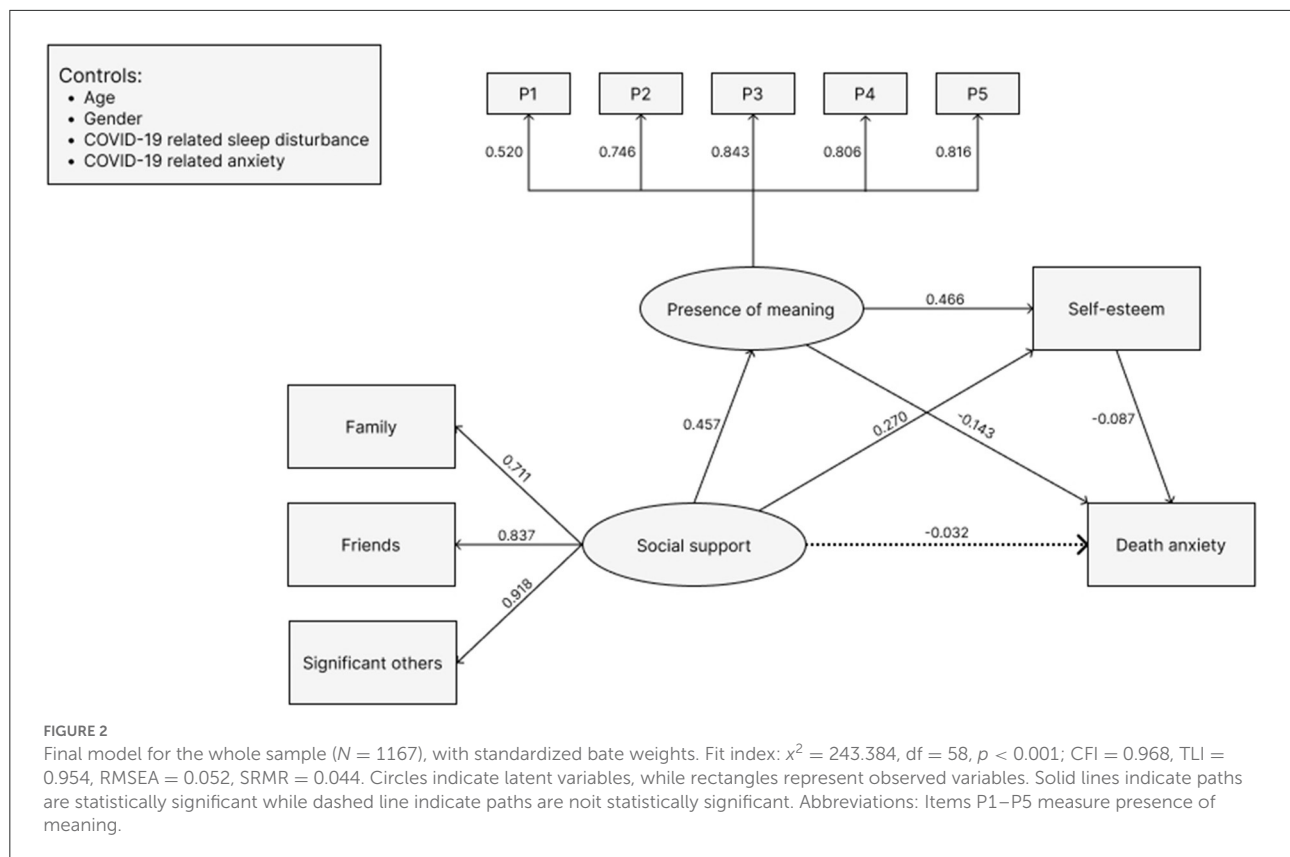 Controls:
• Age
• Gender
• COVID-19 related sleep disturbance
• COVID-19 related anxiety
P1 P2 P3 P4 P5
0.520 0.746 0.843 0.806 0.816
Presence of meaning
0.466
Self-esteem
Family
0.711
0.457
0.270
-0.143
-0.087
Friends
0.837
Social support
-0.032
Death anxiety
0.918
Significant others
FIGURE 2
Final model for the whole sample (N = 1167), with standardized bate weights. Fit index: x² = 243.384, df = 58, p < 0.001; CFI = 0.968, TLI =
0.954, RMSEA = 0.052, SRMR = 0.044. Circles indicate latent variables, while rectangles represent observed variables. Solid lines indicate paths
are statistically significant while dashed line indicate paths are noit statistically significant. Abbreviations: Items P1–P5 measure presence of
meaning.